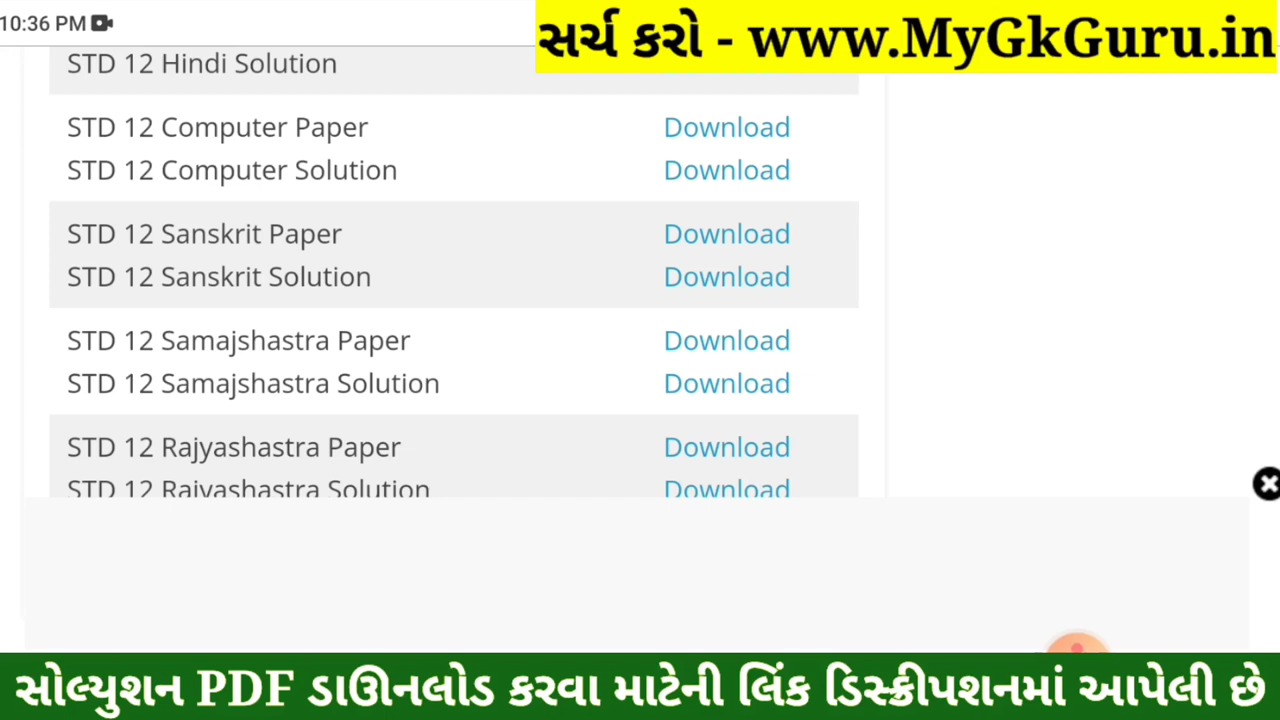 10:36 PM
સર્ચ કરો - www.MyGkGuru.in
STD 12 Hindi Solution
STD 12 Computer Paper Download
STD 12 Computer Solution Download
STD 12 Sanskrit Paper Download
STD 12 Sanskrit Solution Download
STD 12 Samajshastra Paper Download
STD 12 Samajshastra Solution Download
STD 12 Rajyashastra Paper Download
STD 12 Rajyashastra Solution Download
સોલ્યુશન PDF ડાઊનલોડ કરવા માટેની લિંક ડિસ્ક્રીપશનમાં આપેલી છે